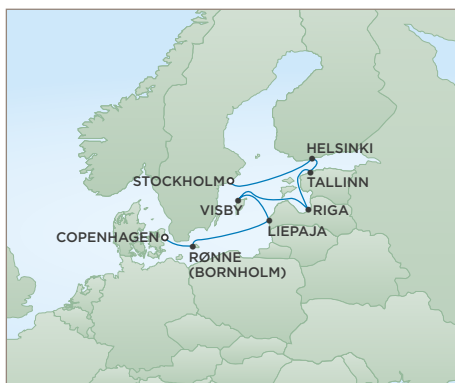 HELSINKI
STOCKHOLM
TALLINN
VISBY
RIGA
LIEPAJA
COPENHAGEN
RØNNE
(BORNHOLM)